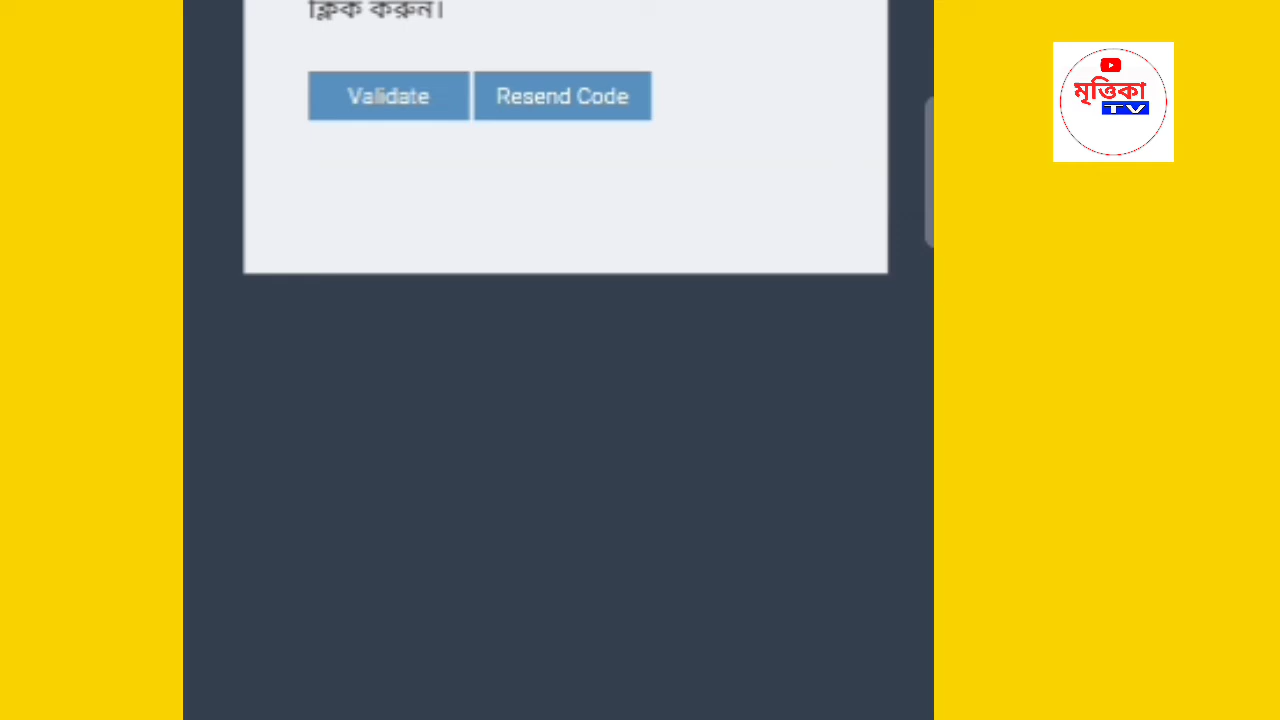 ক্লিক করুন।
Validate Resend Code
মৃত্তিকা
TV